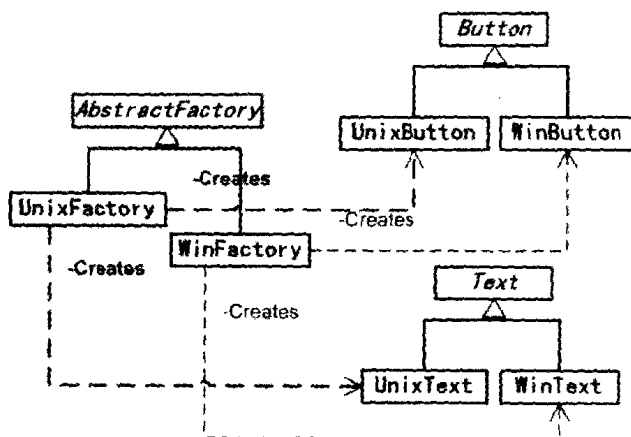 Button
AbstractFactory
UnixButton
WinButton
-Creates
UnixFactory
-Creates
WinFactory
-Creates
Text
-Creates
UnixText
WinText